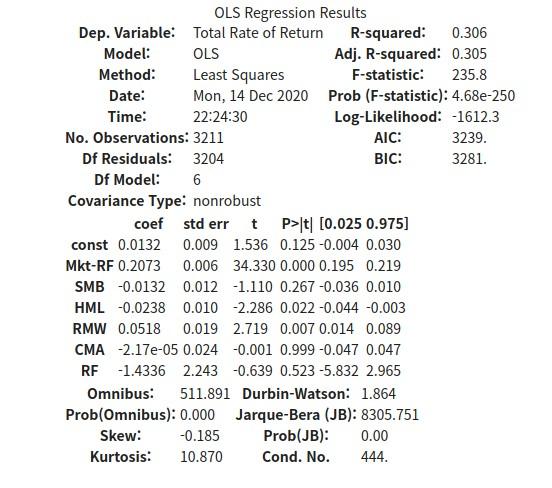 OLS Regression Results
Dep. Variable: Total Rate of Return R-squared: 0.306
Model: OLS Adj. R-squared: 0.305
Method: Least Squares F-statistic: 235.8
Date: Mon, 14 Dec 2020 Prob (F-statistic): 4.68e-250
Time: 22:24:30 Log-Likelihood: -1612.3
No. Observations: 3211 AIC: 3239.
Df Residuals: 3204 BIC: 3281.
Df Model: 6
Covariance Type: nonrobust
coef std err t P>|t| [0.025 0.975]
const 0.0132 0.009 1.536 0.125 -0.004 0.030
Mkt-RF 0.2073 0.006 34.330 0.000 0.195 0.219
SMB -0.0132 0.012 -1.110 0.267 -0.036 0.010
HML -0.0238 0.010 -2.286 0.022 -0.044 -0.003
RMW 0.0518 0.019 2.719 0.007 0.014 0.089
CMA -2.17e-05 0.024 -0.001 0.999 -0.047 0.047
RF -1.4336 2.243 -0.639 0.523 -5.832 2.965
Omnibus: 511.891 Durbin-Watson: 1.864
Prob(Omnibus): 0.000 Jarque-Bera (JB): 8305.751
Skew: -0.185 Prob(JB): 0.00
Kurtosis: 10.870 Cond. No. 444.